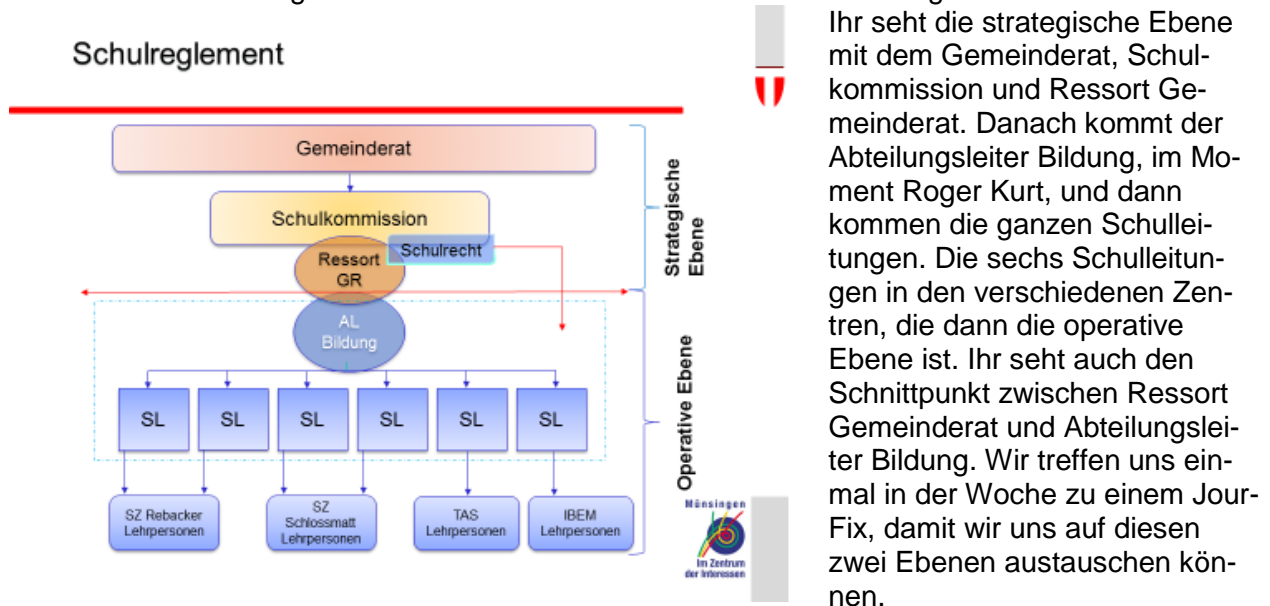 Schulreglement
Gemeinderat
Schulkommission
Schulrecht
Ressort
GR
AL
Bildung
SL
SL
SL
SL
SL
SL
SZ Rebacker
Lehrpersonen
SZ
Schlossmatt
Lehrpersonen
TAS
Lehrpersonen
IBEM
Lehrpersonen
Strategische
Ebene
Operative Ebene
Münsingen
Im Zentrum
der Interessen
Ihr seht die strategische Ebene
mit dem Gemeinderat, Schul-
kommission und Ressort Ge-
meinderat. Danach kommt der
Abteilungsleiter Bildung, im Mo-
ment Roger Kurt, und dann
kommen die ganzen Schullei-
tungen. Die sechs Schulleitun-
gen in den verschiedenen Zen-
tren, die dann die operative
Ebene ist. Ihr seht auch den
Schnittpunkt zwischen Ressort
Gemeinderat und Abteilungslei-
ter Bildung. Wir treffen uns ein-
mal in der Woche zu einem Jour-
Fix, damit wir uns auf diesen
zwei Ebenen austauschen kön-
nen.